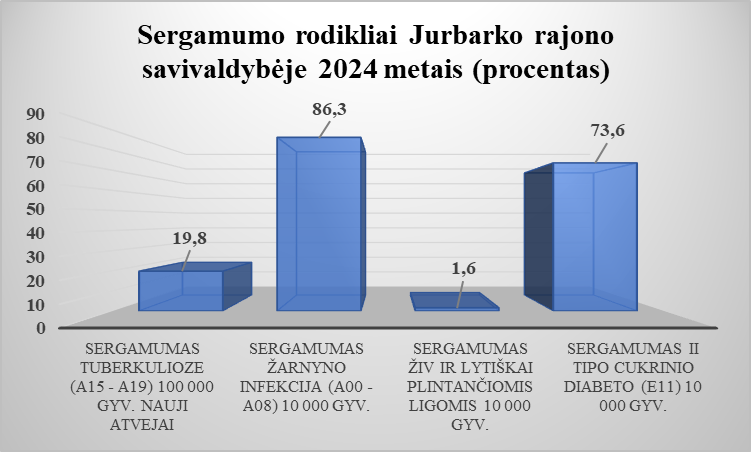 Sergamumo rodikliai Jurbarko rajono
savivaldybėje 2024 metais (procentas)
90
80
70
60
50
40
30
20
10
0
19,8
86,3
1,6
73,6
SERGAMUMAS
TUBERKULIOZE
(A15 - A19) 100 000
GYV. NAUJI
ATVEJAI
SERGAMUMAS
ŽARNYNO
INFEKCIJA (A00 -
A08) 10 000 GYV.
SERGAMUMAS
ŽIV IR LYTIŠKAI
PLINTANČIOMIS
LIGOMIS 10 000
GYV.
SERGAMUMAS II
TIPO CUKRINIO
DIABETO (E11) 10
000 GYV.